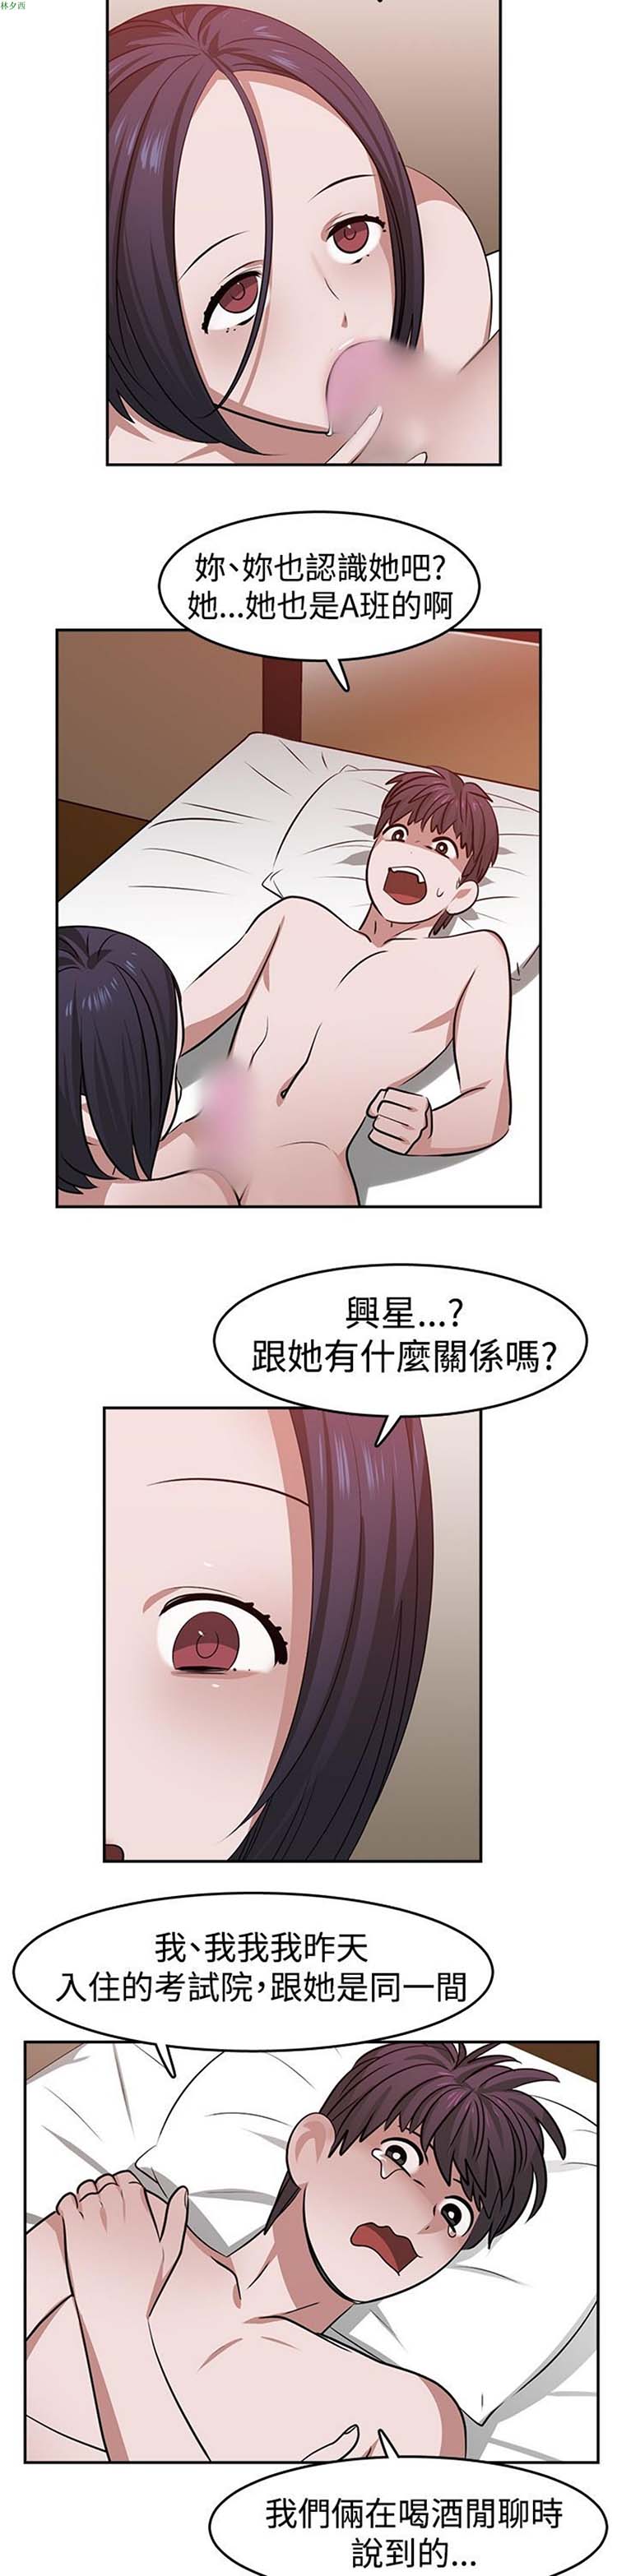 林夕西
妳、妳也認識她吧?
她...她也是A班的啊
興星...?
跟她有什麼關係嗎?
我、我我我昨天
入住的考試院,跟她是同一間
我們倆在喝酒閒聊時
說到的...